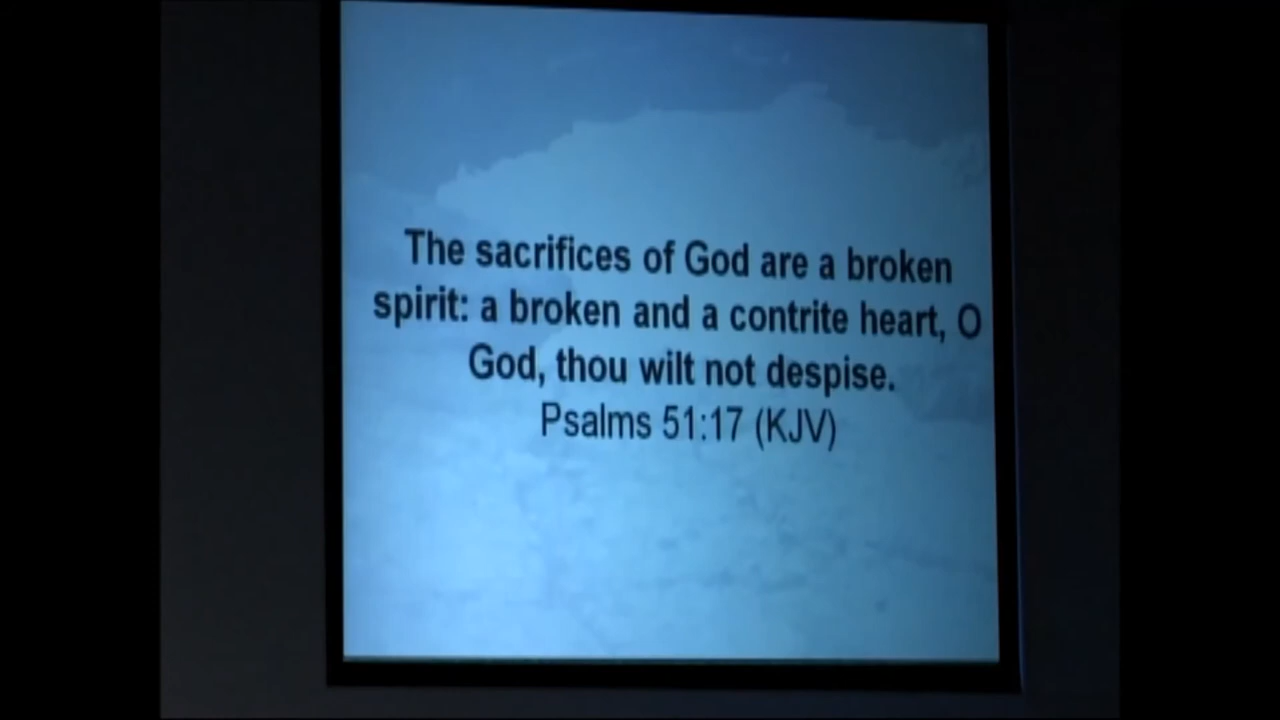 The sacrifices of God are a broken
spirit: a broken and a contrite heart, O
God, thou wilt not despise.
Psalms 51:17 (KJV)